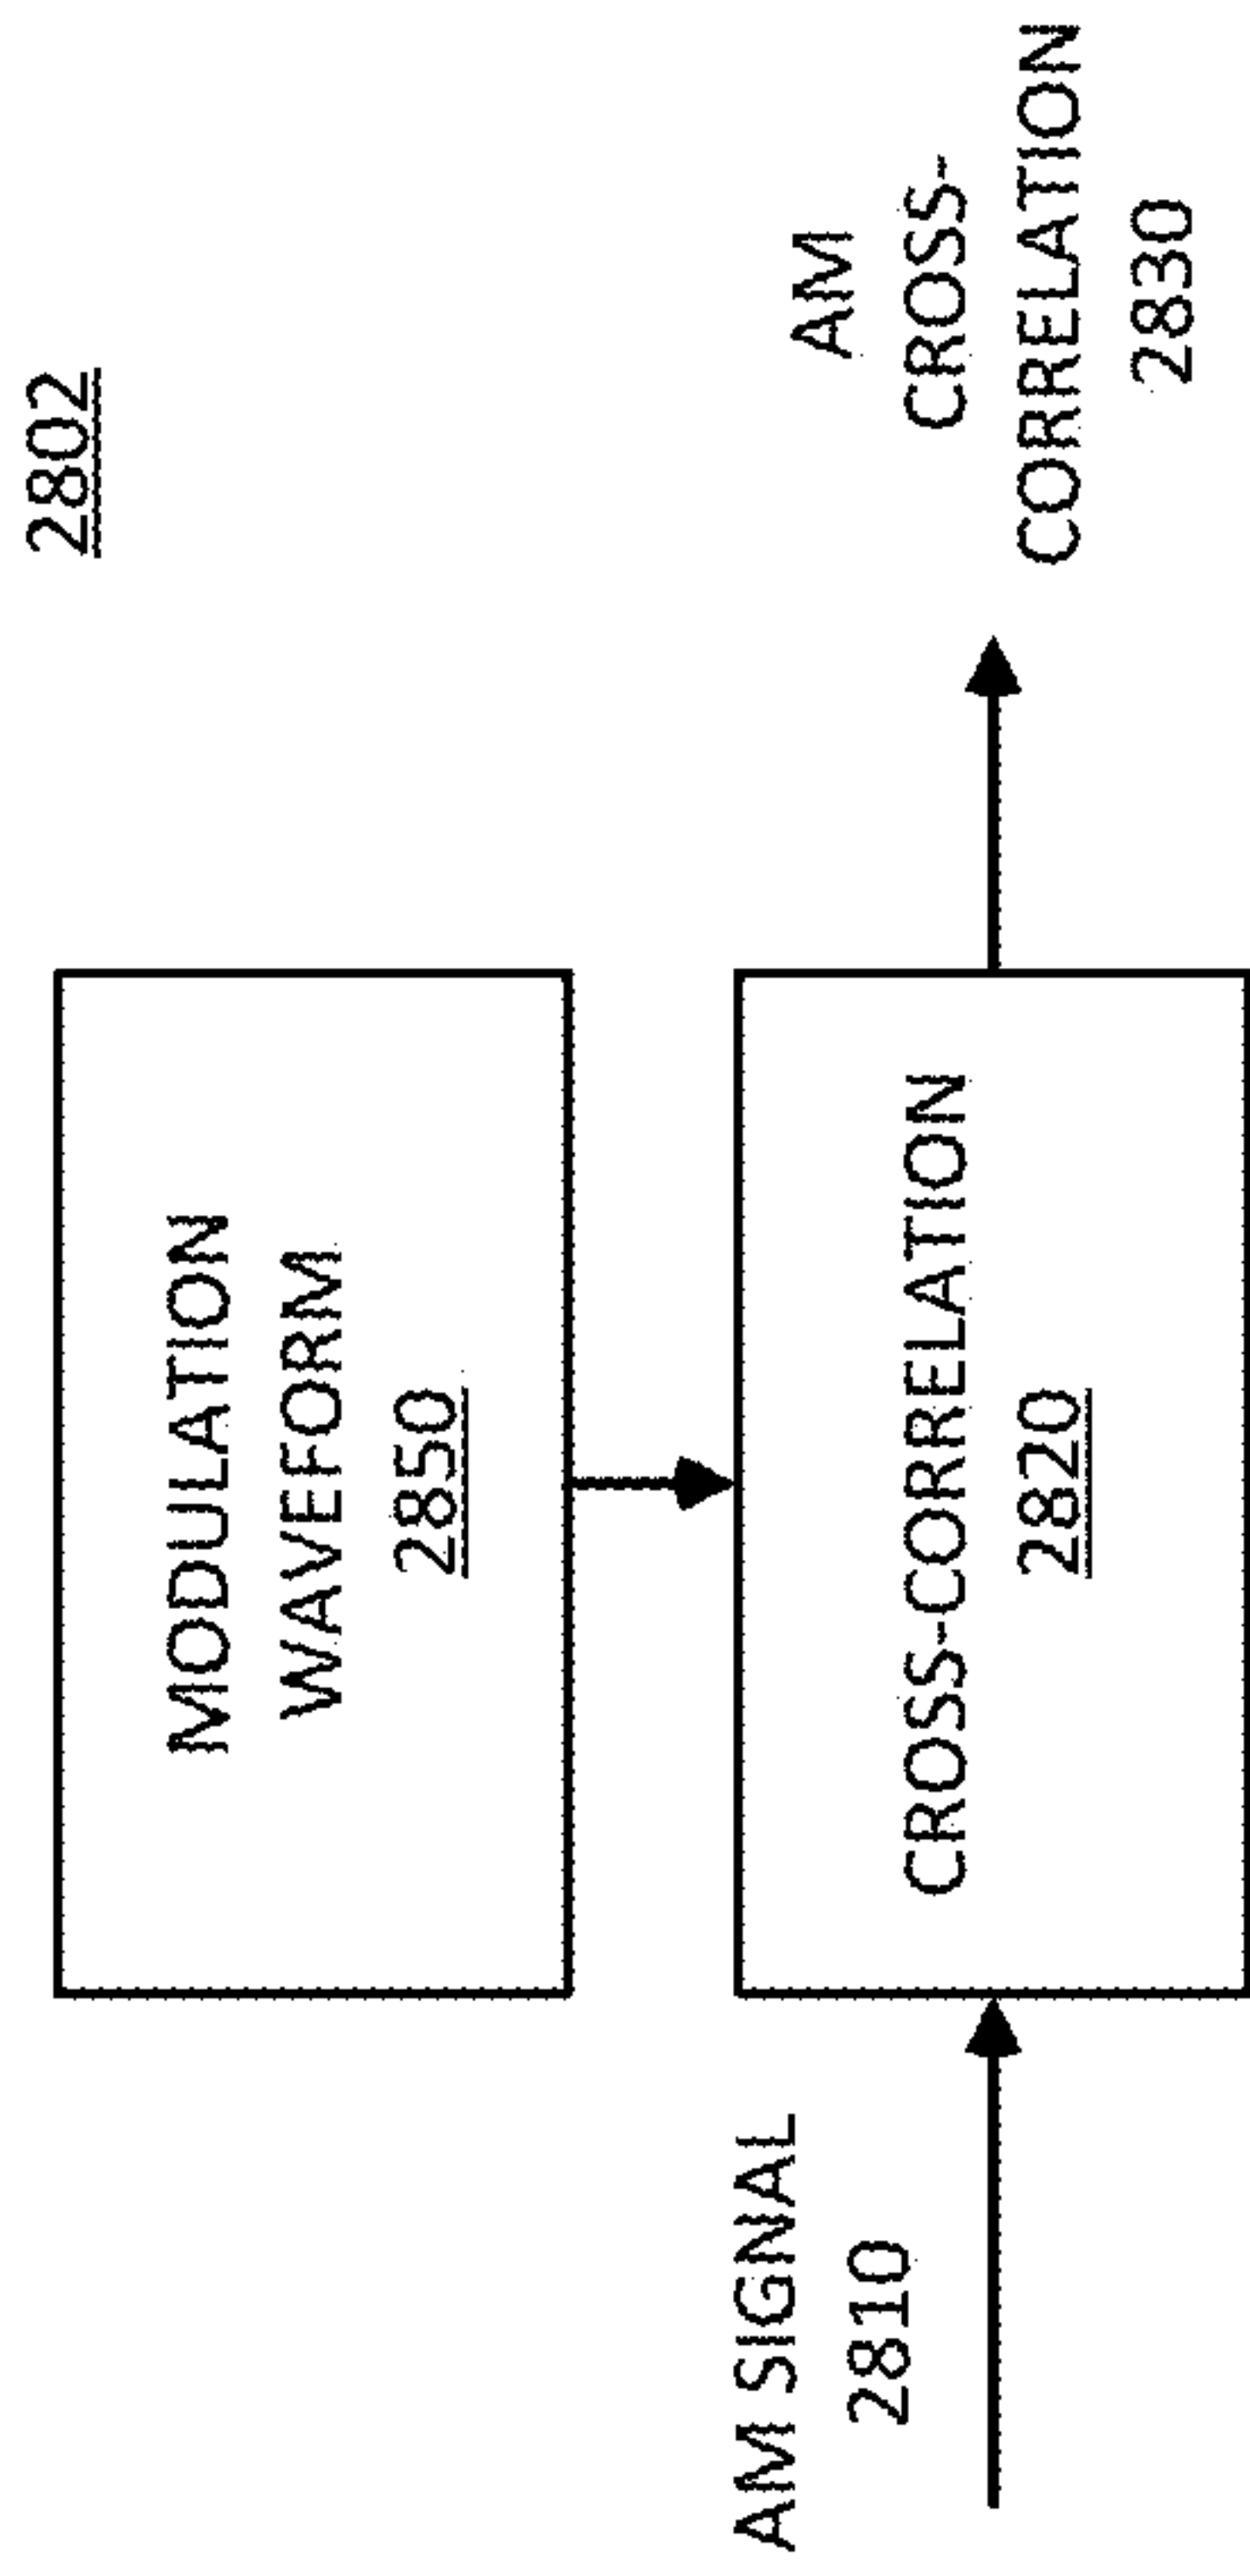 2802
MODULATION
WAVEFORM
2850
AM SIGNAL
2810
CROSS-CORRELATION
2820
AM
CROSS-
CORRELATION
2830